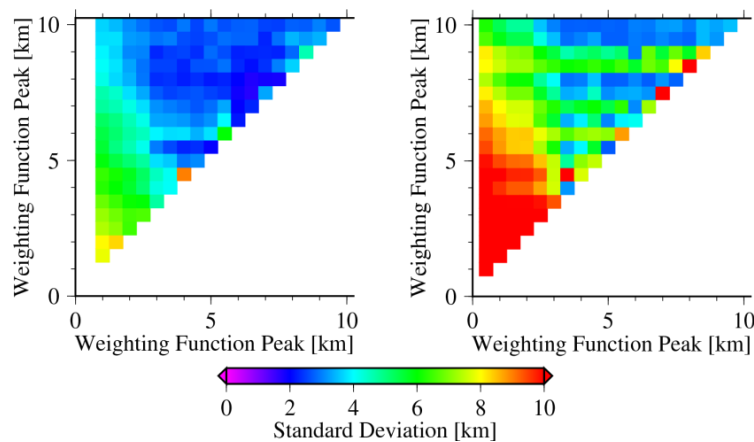 10
5
0
Weighting Function Peak [km]
0 5 10
Weighting Function Peak [km]
10
5
0
Weighting Function Peak [km]
0 5 10
Weighting Function Peak [km]
0 2 4 6 8 10
Standard Deviation [km]